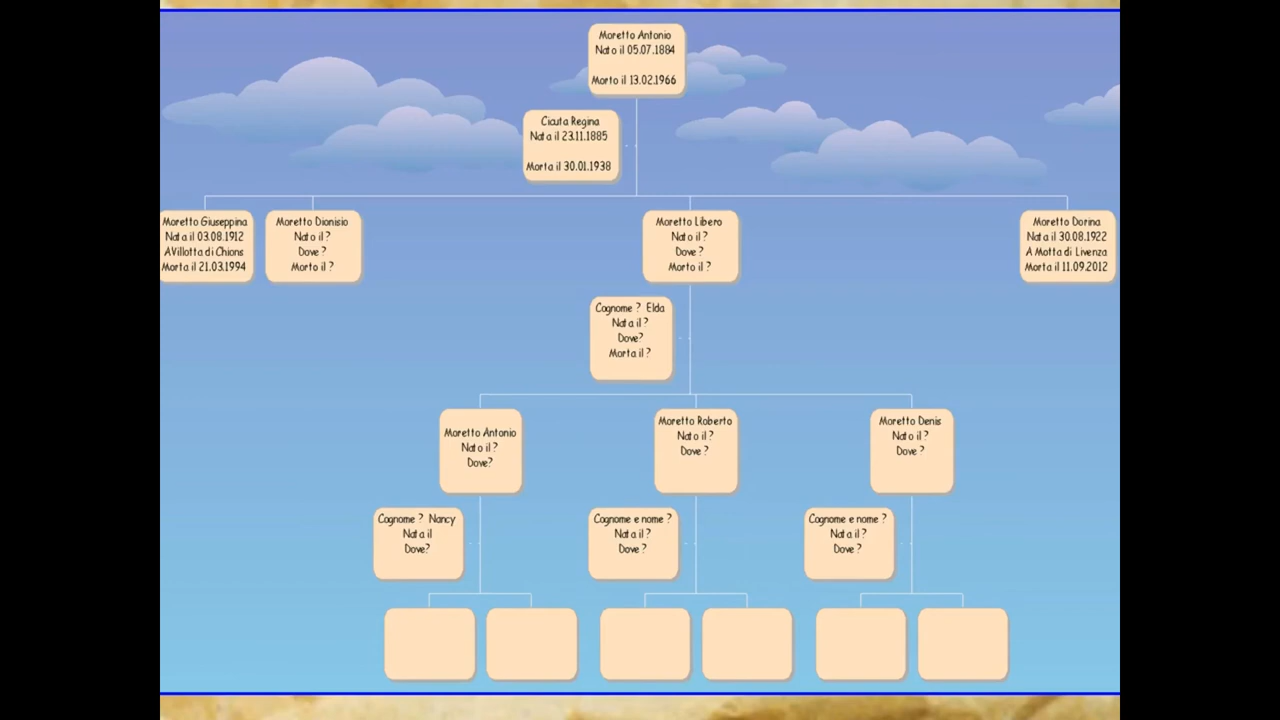 Moretto Antonio
Nato il 05.07.1884
Morto il 13.02.1966
Cicuta Regina
Nata il 23.11.1885
Morta il 30.01.1938
Moretto Giuseppina
Nata il 03.08.1912
AVillotta di Chions
Morta il 21.03.1994
Moretto Dionisio
Nato il ?
Dove ?
Morto il ?
Moretto Libero
Nato il ?
Dove ?
Morto il ?
Moretto Dorina
Nata il 30.08.1922
A Motta di Livenza
Morta il 11.09.2012
Cognome ? Elda
Nata il ?
Dove?
Morta il ?
Moretto Antonio
Nato il ?
Dove?
Moretto Roberto
Nato il ?
Dove ?
Moretto Denis
Nato il ?
Dove ?
Cognome ? Nancy
Nata il
Dove?
Cognome e nome ?
Nata il ?
Dove ?
Cognome e nome ?
Nata il ?
Dove ?